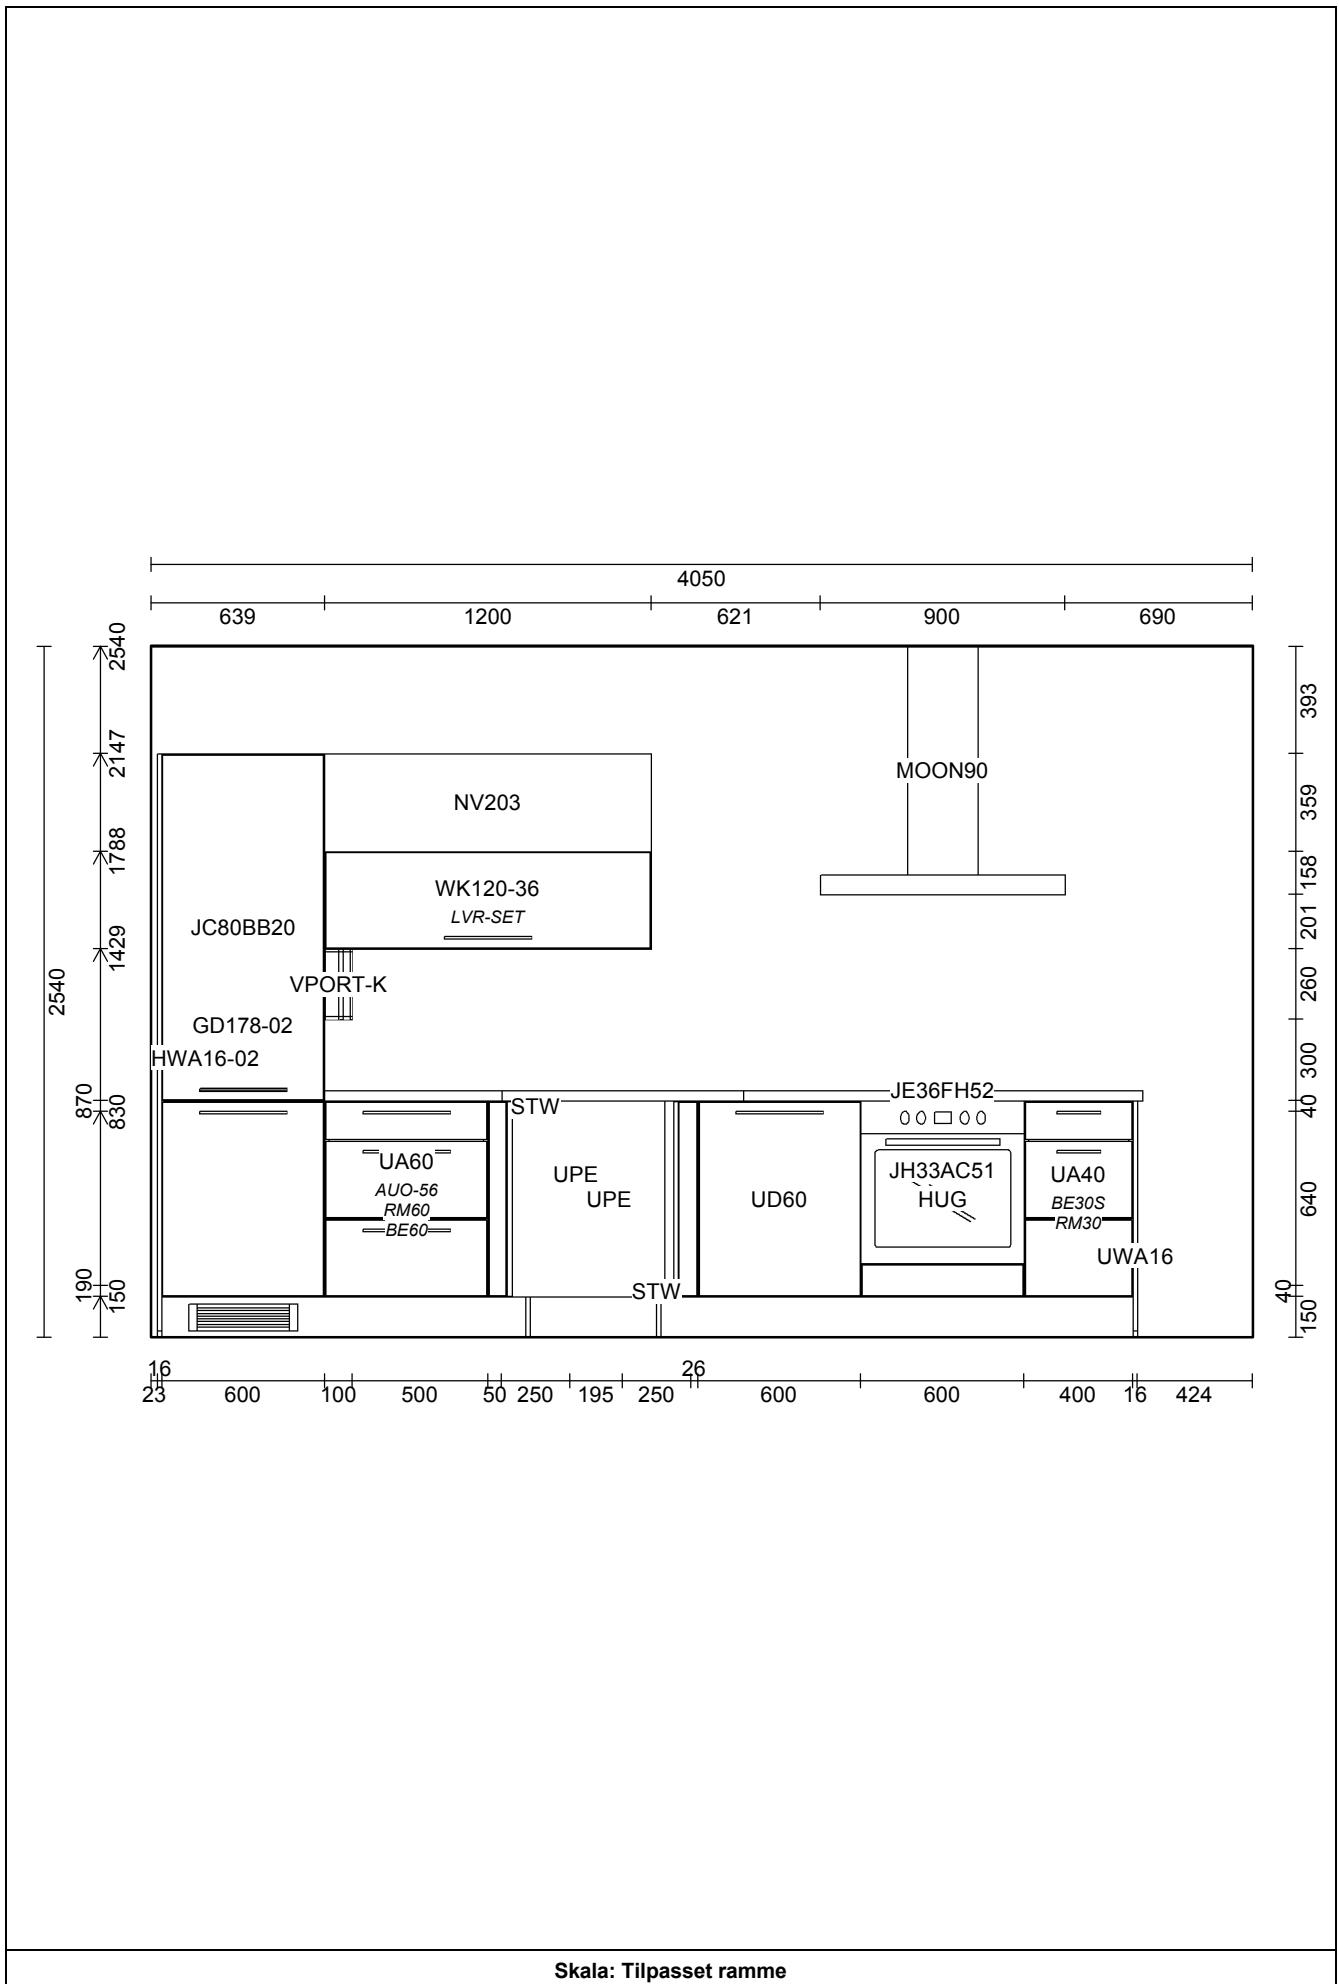 4050
639 1200 621 900 690
2540
2540
2147
1788
1429
870
830
190
150
393
359
158
201
260
300
40
640
40
150
MOON90
NV203
WK120-36
LVR-SET
JC80BB20
VPORT-K
GD178-02
HWA16-02
JE36FH52
STW
UA60
AUO-56
RM60
BE60
UPE
UPE
UD60
JH33AC51
HUG
UA40
BE30S
RM30
UWA16
STW
16 26
23 600 100 500 50 250 195 250 600 600 400 16 424
Skala: Tilpasset ramme